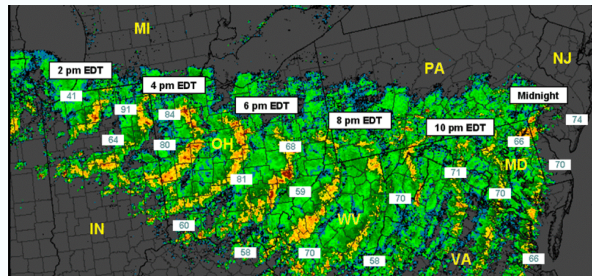 MI
NJ
2 pm EDT
PA
4 pm EDT
41
Midnight
91
84
6 pm EDT
74
8 pm EDT
10 pm EDT
64
80
OH
68
66
MD
70
81
71
59
70
70
60
WV
IN
58
70
58
VA
66